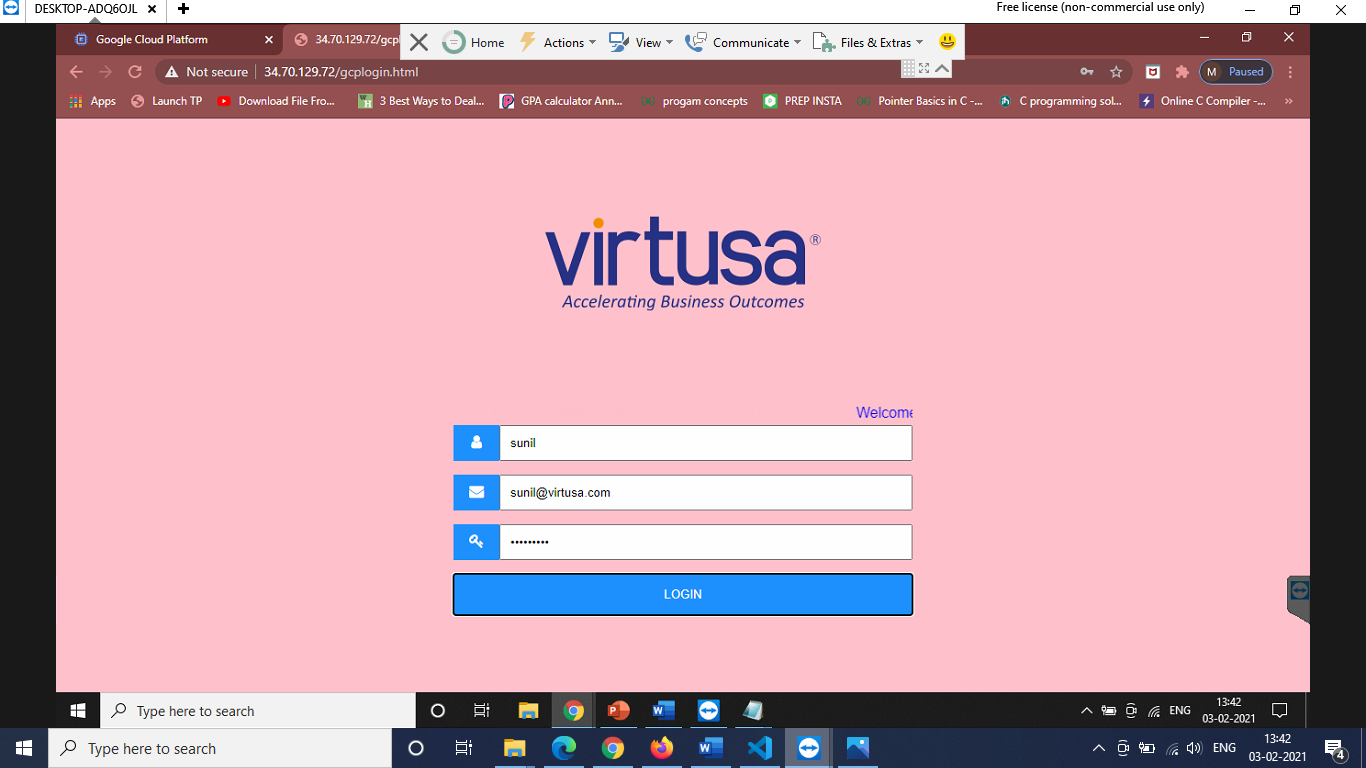 DESKTOP-ADQ6OJL
Free license (non-commercial use only)
Google Cloud Platform
34.70.129.72/gcpl
Home
Actions
View
Communicate
Files & Extras
Not secure
34.70.129.72/gcplogin.html
M Paused
Apps
Launch TP
Download File Fro...
3 Best Ways to Deal...
GPA calculator Ann...
progam concepts
PREP INSTA
Pointer Basics in C -...
C programming sol...
Online C Compiler -...
»
virtusa®
Accelerating Business Outcomes
Welcome
sunil
sunil@virtusa.com
•••••••••
LOGIN
Type here to search
ENG
13:42
03-02-2021
Type here to search
ENG
13:42
03-02-2021
4